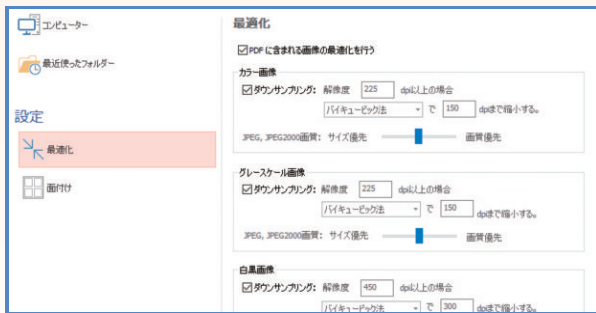 コンピューター
最近使ったフォルダー
設定
最適化
面付け
最適化
PDFに含まれる画像の最適化を行う
カラー画像
ダウンサンプリング: 解像度 225 dpi以上の場合
バイキュービック法 で 150 dpiまで縮小する。
JPEG, JPEG2000画質: サイズ優先 画質優先
グレースケール画像
ダウンサンプリング: 解像度 225 dpi以上の場合
バイキュービック法 で 150 dpiまで縮小する。
JPEG, JPEG2000画質: サイズ優先 画質優先
白黒画像
ダウンサンプリング: 解像度 450 dpi以上の場合
バイキュービック法 で 300 dpiまで縮小する。